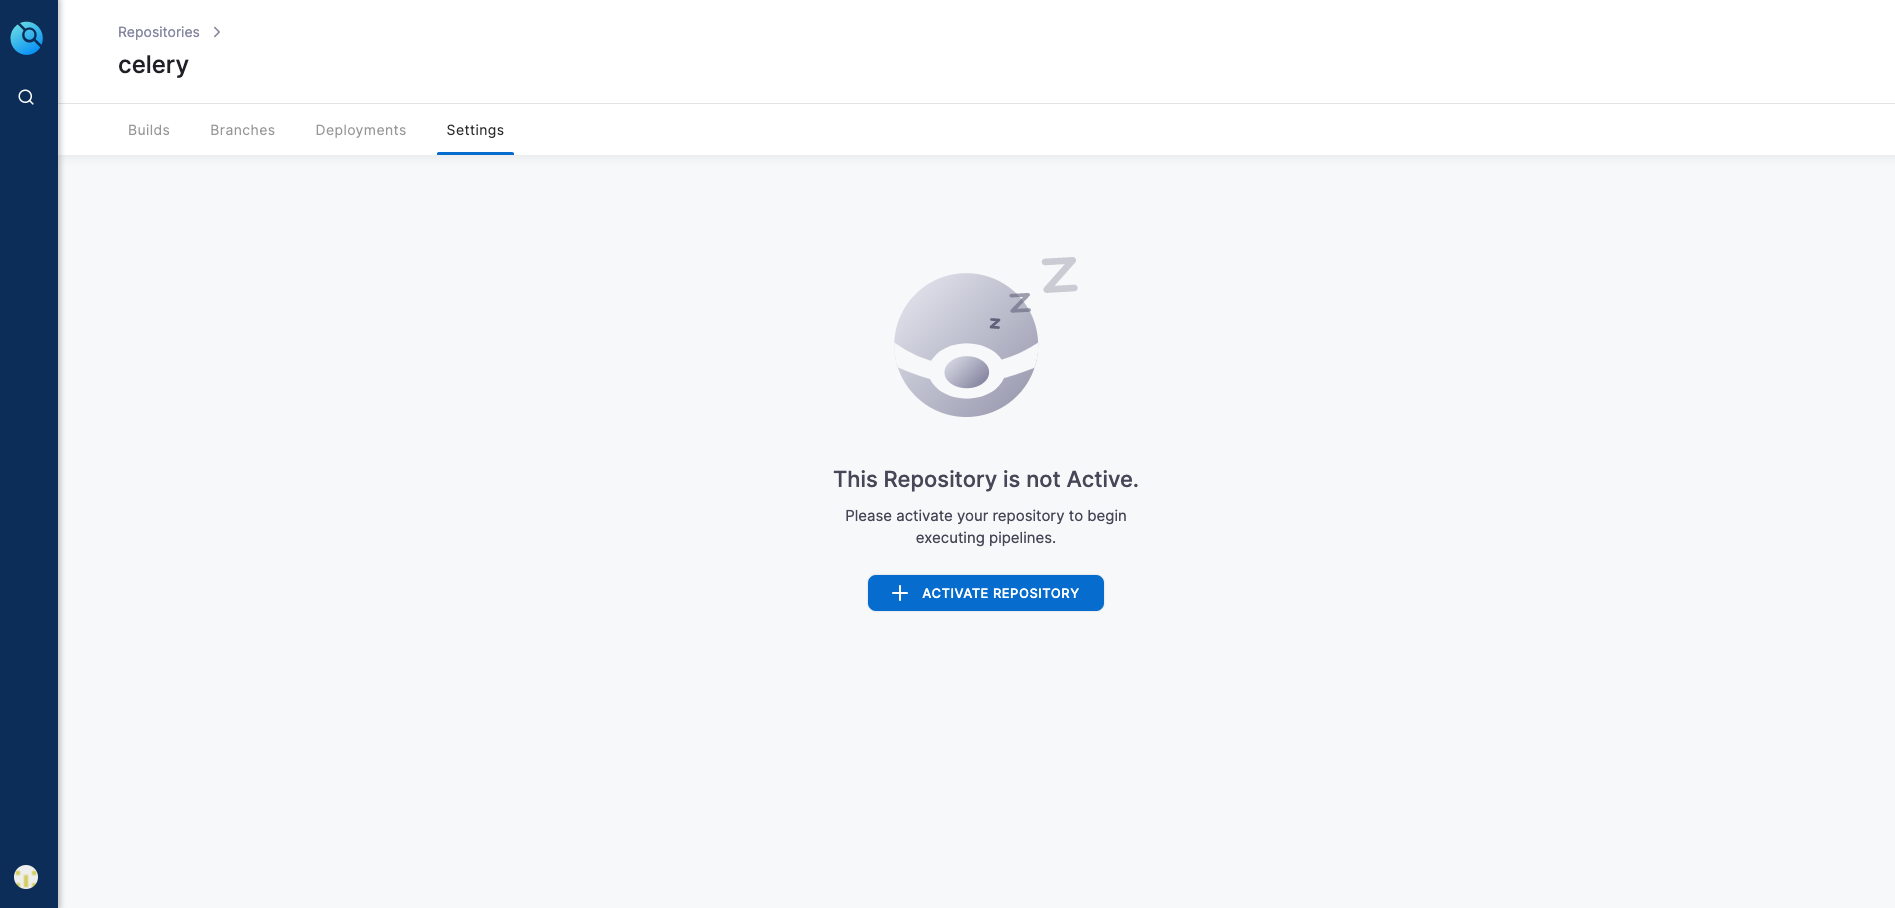 Repositories
celery
Builds Branches Deployments Settings
z z Z
This Repository is not Active.
Please activate your repository to begin
executing pipelines.
ACTIVATE REPOSITORY